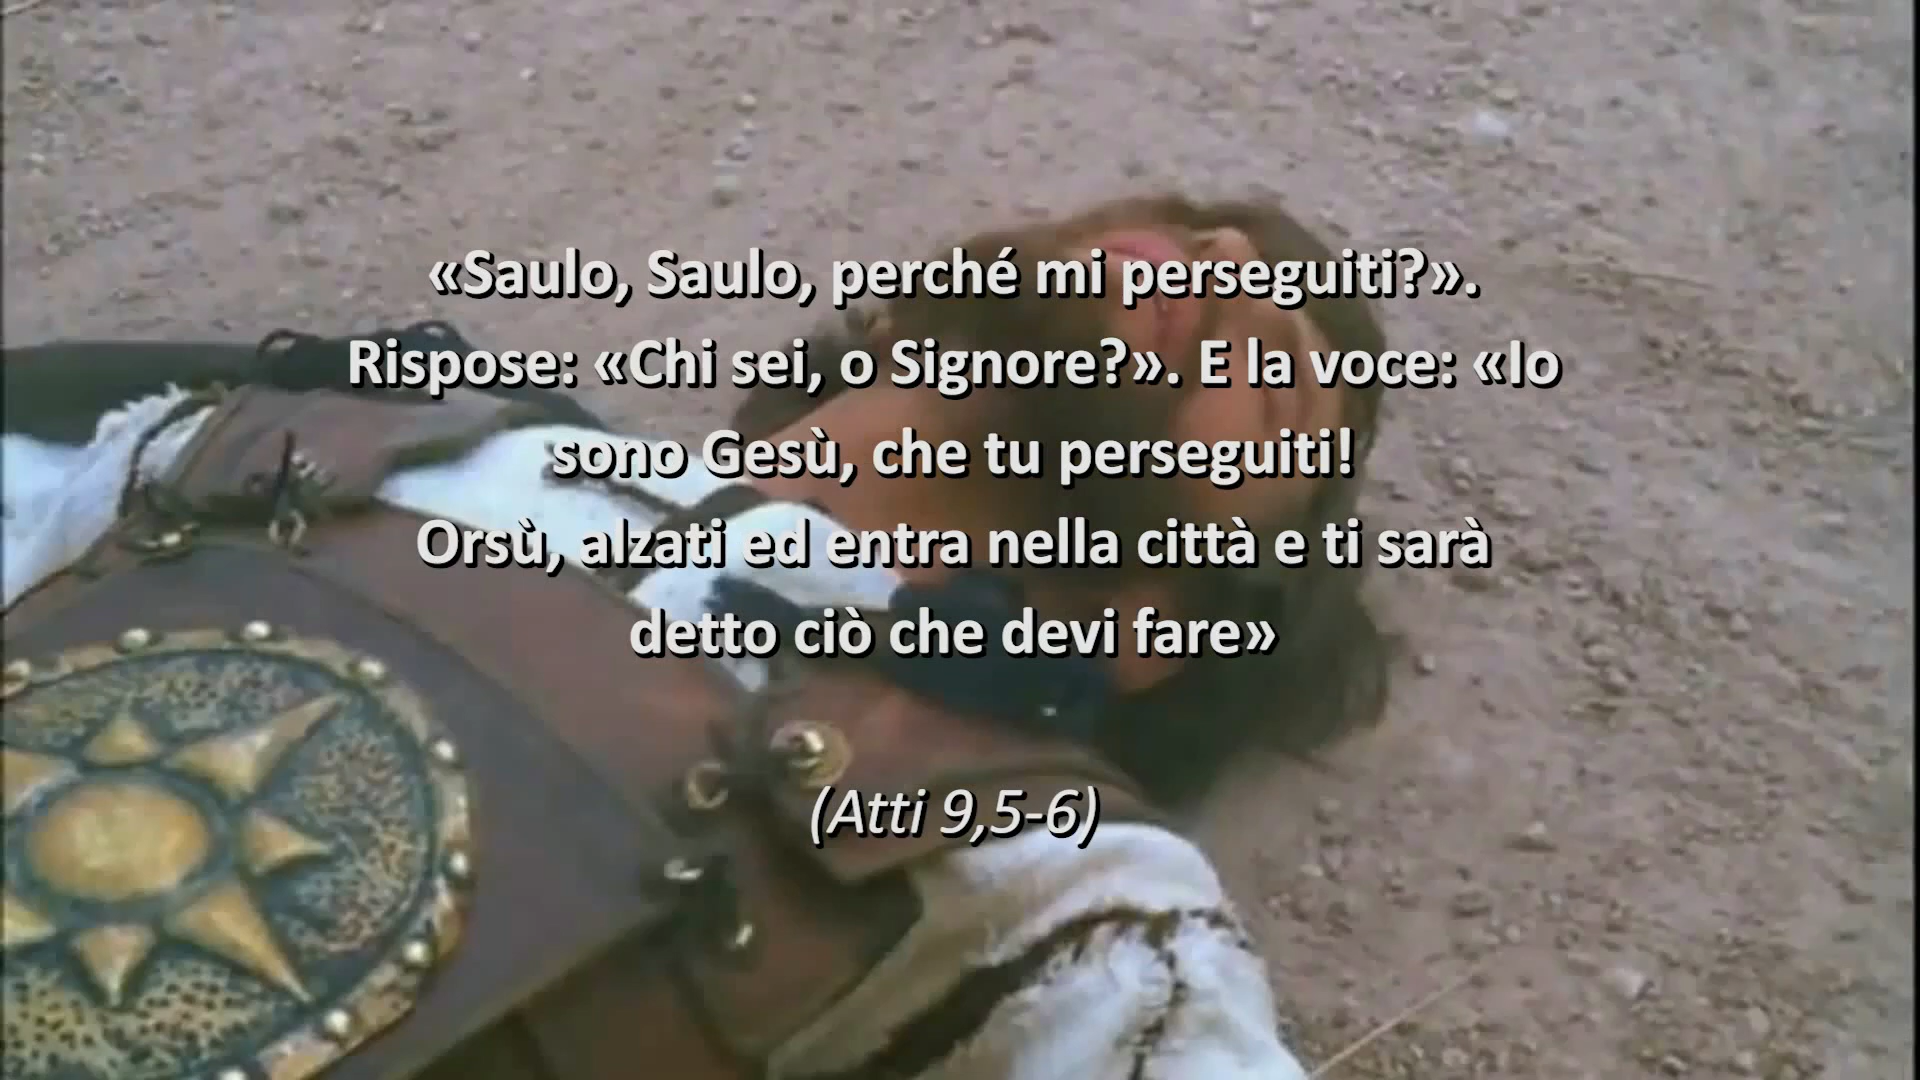 «Saulo, Saulo, perché mi perseguiti?».
Rispose: «Chi sei, o Signore?». E la voce: «Io
sono Gesù, che tu perseguiti!
Orsù, alzati ed entra nella città e ti sarà
detto ciò che devi fare»
(Atti 9,5-6)